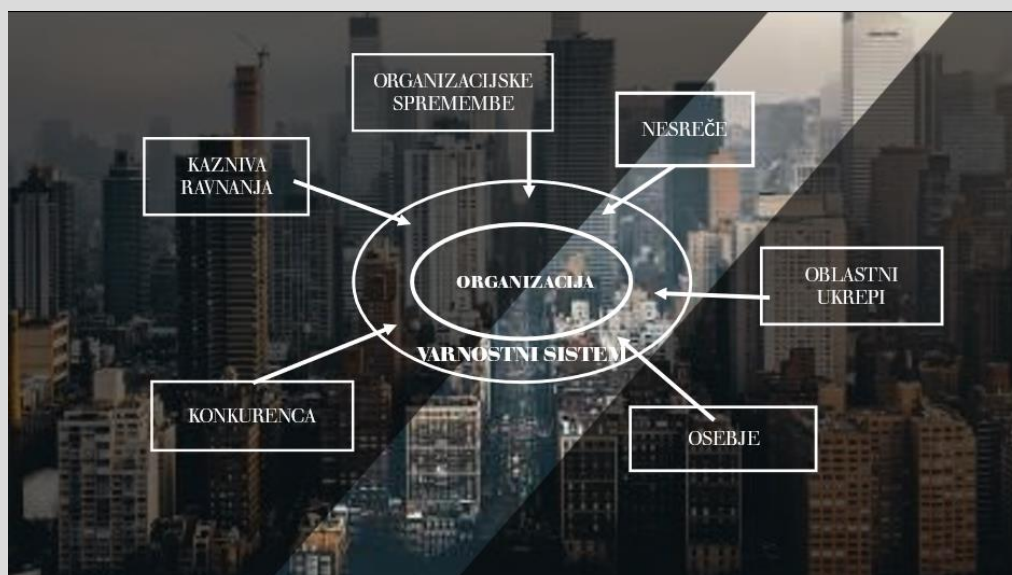 ORGANIZACIJSKE
SPREMEMBE
NESREČE
KAZNIVA
RAVNANJA
OBLASTNI
UKREPI
ORGANIZACIJA
VARNOSTNI SISTEM
KONKURENCA
OSEBJE